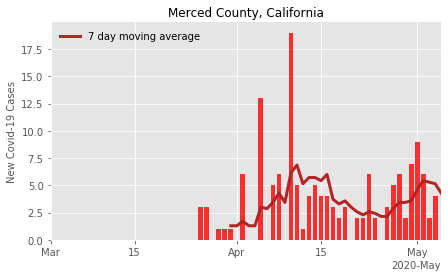 Merced County, California
7 day moving average
New Covid-19 Cases
17.5
15.0
12.5
10.0
7.5
5.0
2.5
0.0
Mar
15
Apr
15
May
2020-May